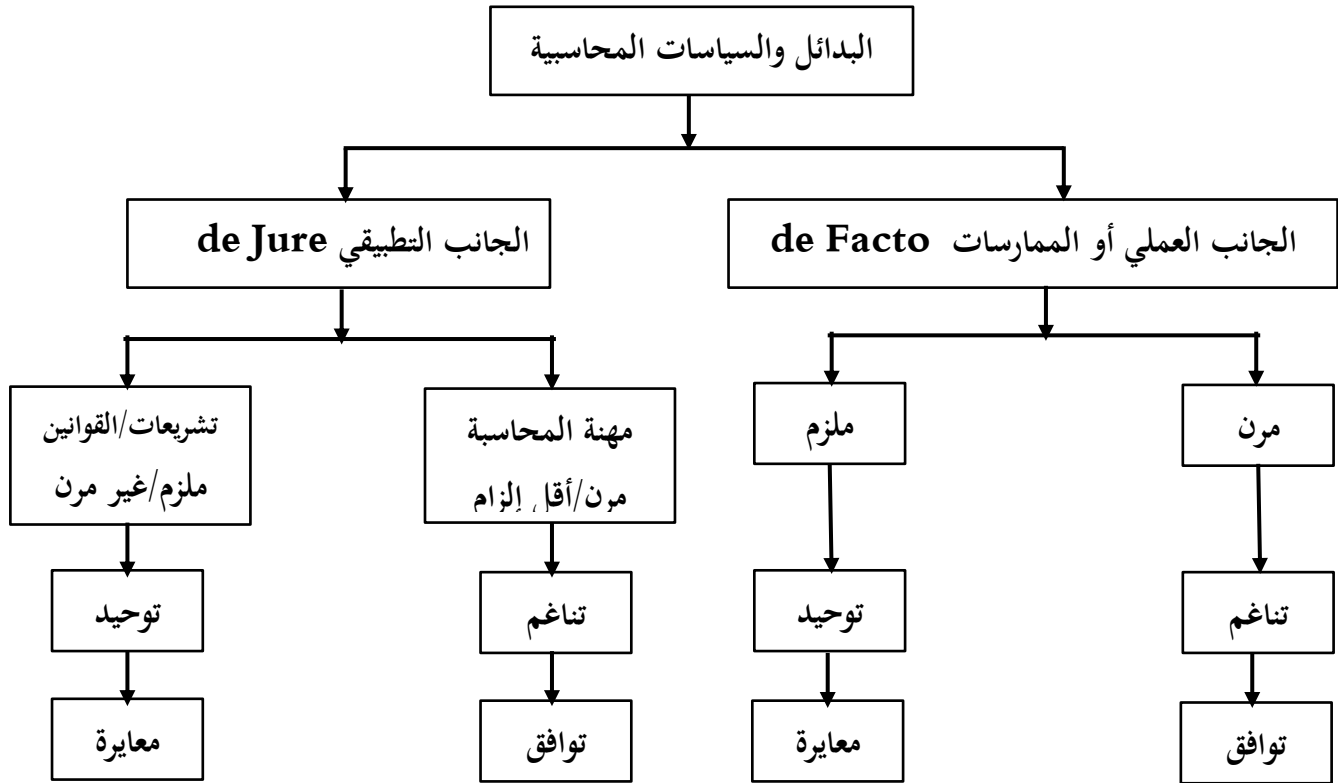 البدائل والسياسات المحاسبية
الجانب العملي أو الممارسات de Facto
الجانب التطبيقي de Jure
مرن
ملزم
مهنة المحاسبة
مرن/أقل إلزام
تشريعات/القوانين
ملزم/غير مرن
تناغم
توحيد
تناغم
توحيد
توافق
معايرة
توافق
معايرة